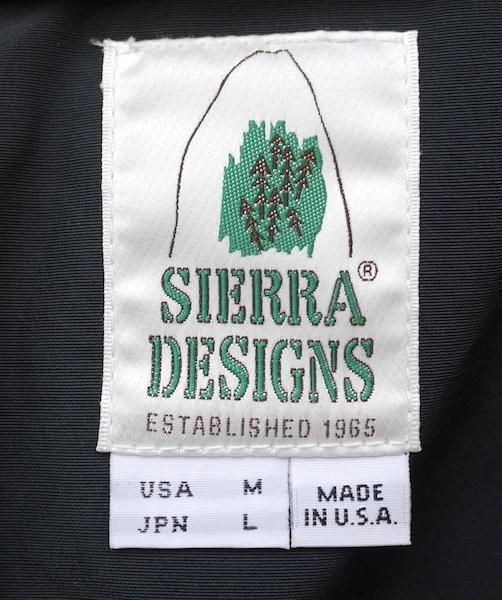 SIERRA ®
DESIGNS
ESTABLISHED 1965
USA M
JPN L
MADE
IN U.S.A.